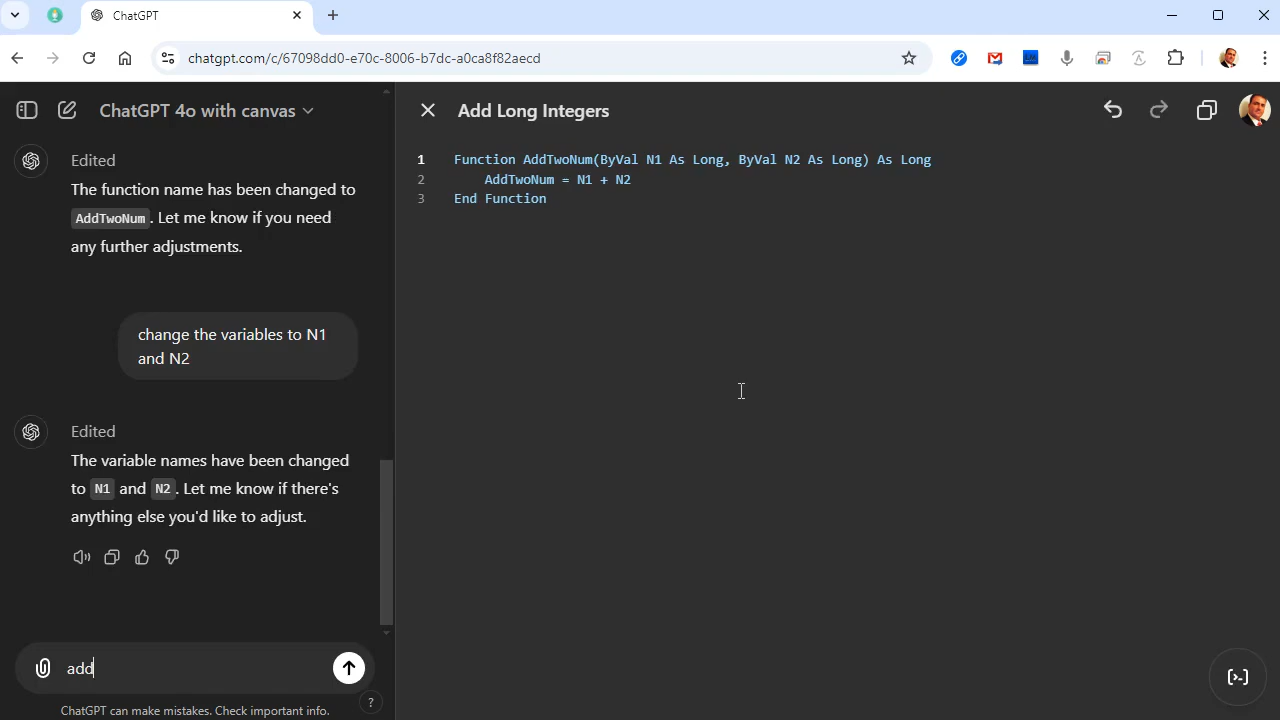 ChatGPT
chatgpt.com/c/67098dd0-e70c-8006-b7dc-a0ca8f82aaed
ChatGPT 4o with canvas
Edited
The function name has been changed to
AddTwoNum. Let me know if you need
any further adjustments.
change the variables to N1
and N2
Edited
The variable names have been changed
to N1 and N2. Let me know if there's
anything else you'd like to adjust.
add
?
ChatGPT can make mistakes. Check important info.
Add Long Integers
1 Function AddTwoNum(ByVal N1 As Long, ByVal N2 As Long) As Long
2 AddTwoNum = N1 + N2
3 End Function